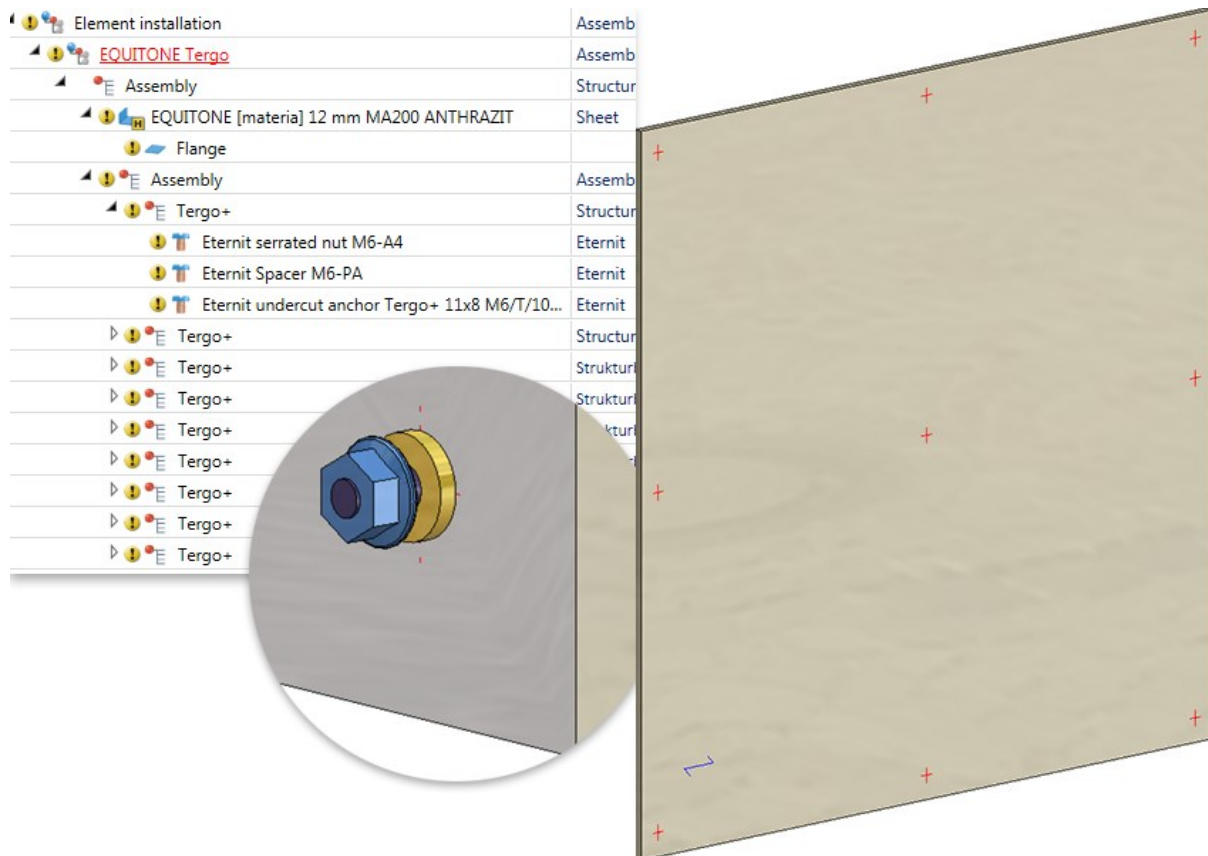 Element installation Assemb
EQUITONE Tergo Assemb
Assembly Structur
EQUITONE [materia] 12 mm MA200 ANTHRAZIT Sheet
Flange
Assembly Assemb
Tergo+ Structur
Eternit serrated nut M6-A4 Eternit
Eternit Spacer M6-PA Eternit
Eternit undercut anchor Tergo+ 11x8 M6/T/10... Eternit
Tergo+ Structur
Tergo+ Strukturl
Tergo+ Strukturl
Tergo+ kturl
Tergo+
Tergo+
Tergo+
Tergo+